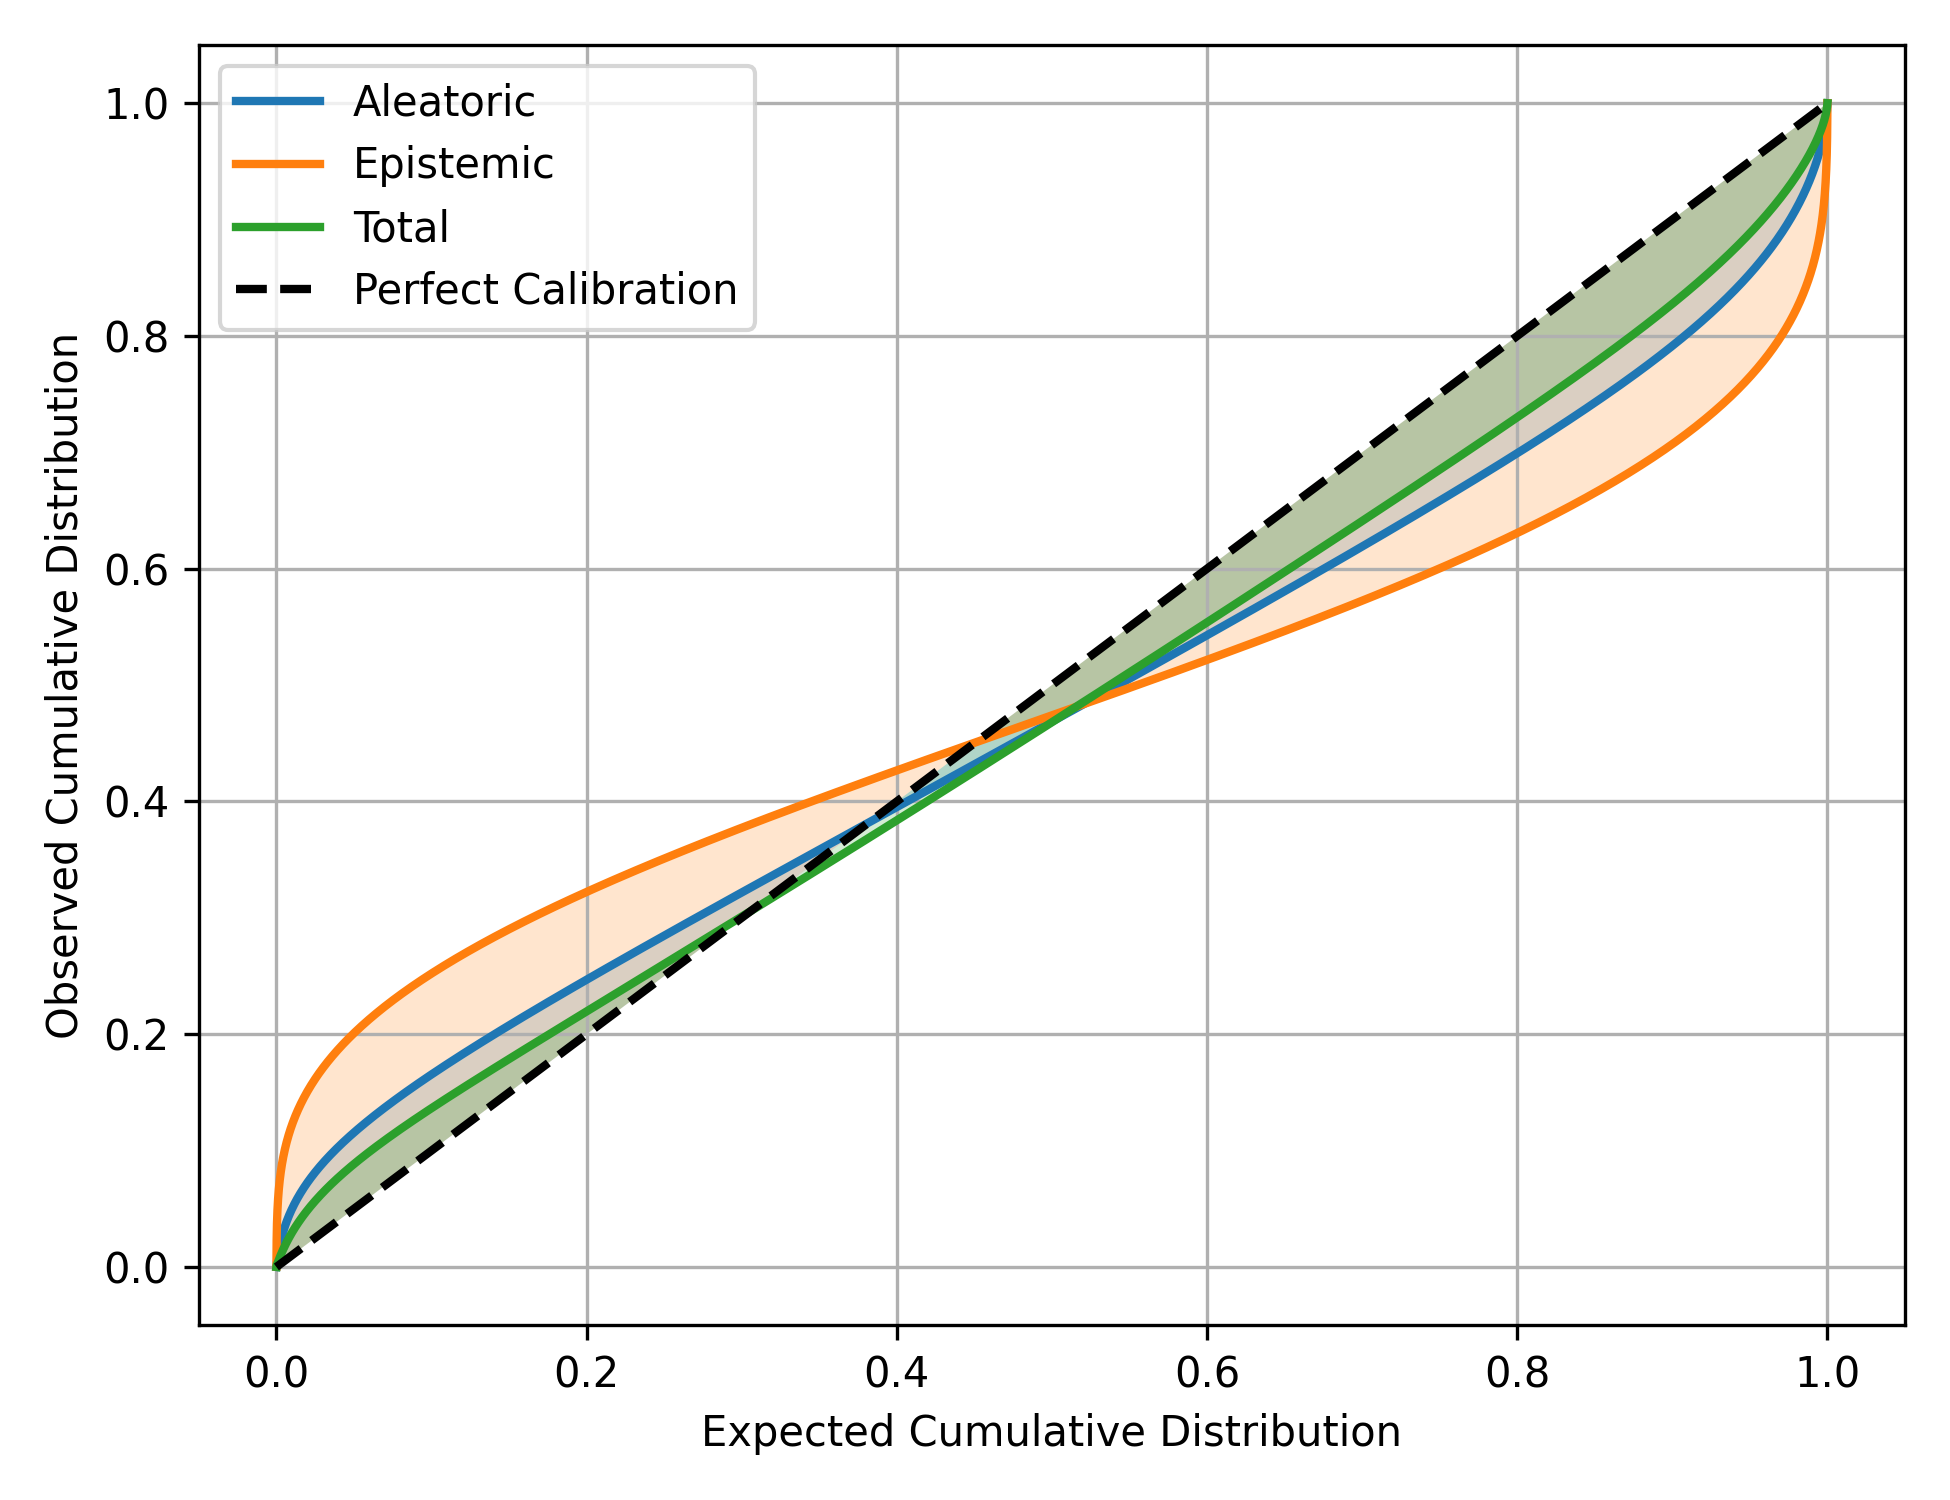 Aleatoric
Epistemic
Total
Perfect Calibration
Observed Cumulative Distribution
1.0
0.8
0.6
0.4
0.2
0.0
0.0 0.2 0.4 0.6 0.8 1.0
Expected Cumulative Distribution